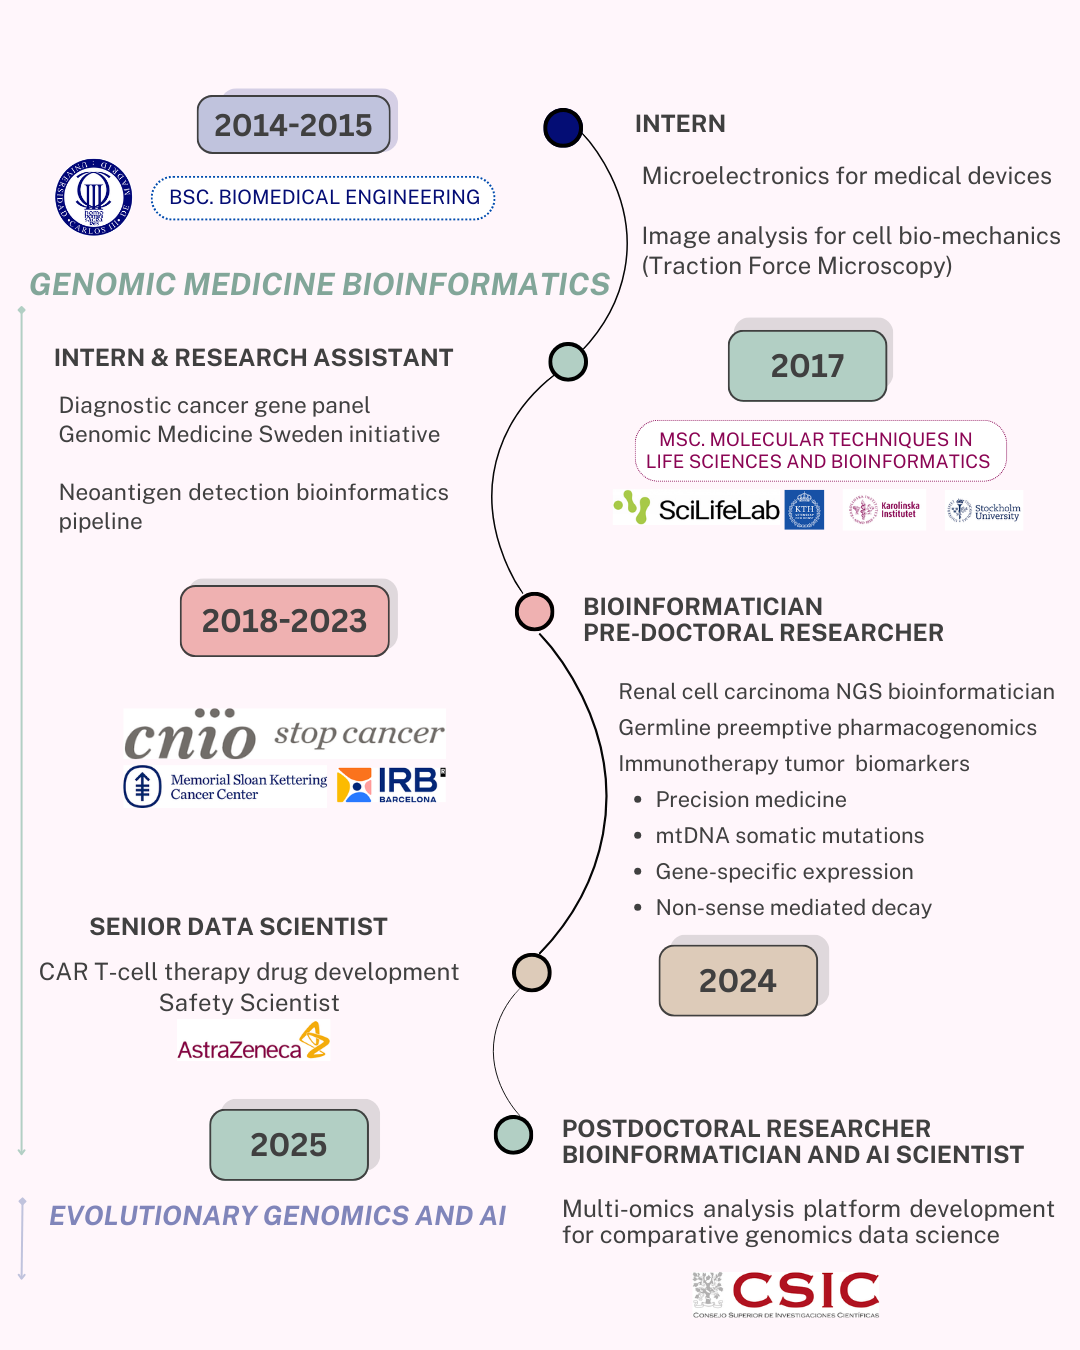 2014-2015
INTERN
UNIVERSIDAD · CARLOS III · DE MADRID
BSC. BIOMEDICAL ENGINEERING
Microelectronics for medical devices
Image analysis for cell bio-mechanics
(Traction Force Microscopy)
GENOMIC MEDICINE BIOINFORMATICS
INTERN & RESEARCH ASSISTANT
2017
Diagnostic cancer gene panel
Genomic Medicine Sweden initiative
MSC. MOLECULAR TECHNIQUES IN
LIFE SCIENCES AND BIOINFORMATICS
Neoantigen detection bioinformatics
pipeline
SciLifeLab
KTH
Karolinska
Institutet
Stockholm
University
2018-2023
BIOINFORMATICIAN
PRE-DOCTORAL RESEARCHER
Renal cell carcinoma NGS bioinformatician
Germline preemptive pharmacogenomics
Immunotherapy tumor biomarkers
• Precision medicine
• mtDNA somatic mutations
• Gene-specific expression
• Non-sense mediated decay
cnio stop cancer
Memorial Sloan Kettering
Cancer Center
IRB
BARCELONA
SENIOR DATA SCIENTIST
2024
CAR T-cell therapy drug development
Safety Scientist
AstraZeneca
2025
POSTDOCTORAL RESEARCHER
BIOINFORMATICIAN AND AI SCIENTIST
EVOLUTIONARY GENOMICS AND AI
Multi-omics analysis platform development
for comparative genomics data science
CSIC
CONSEJO SUPERIOR DE INVESTIGACIONES CIENTÍFICAS